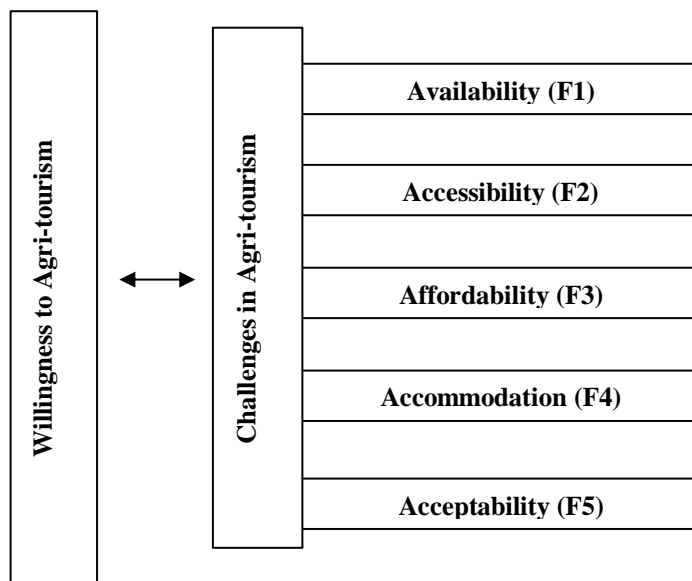 Willingness to Agri-tourism
Challenges in Agri-tourism
Availability (F1)
Accessibility (F2)
Affordability (F3)
Accommodation (F4)
Acceptability (F5)